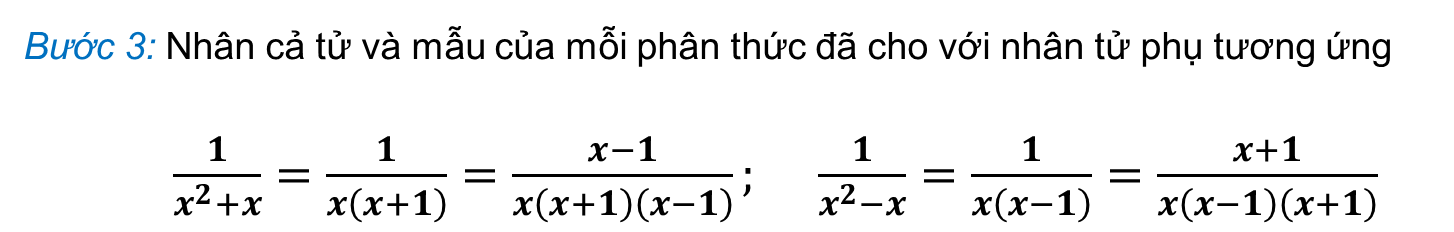 Bước 3: Nhân cả tử và mẫu của mỗi phân thức đã cho với nhân tử phụ tương ứng
1/(x²+x) = 1/(x(x+1)) = (x−1)/(x(x+1)(x−1)); 1/(x²−x) = 1/(x(x−1)) = (x+1)/(x(x−1)(x+1))